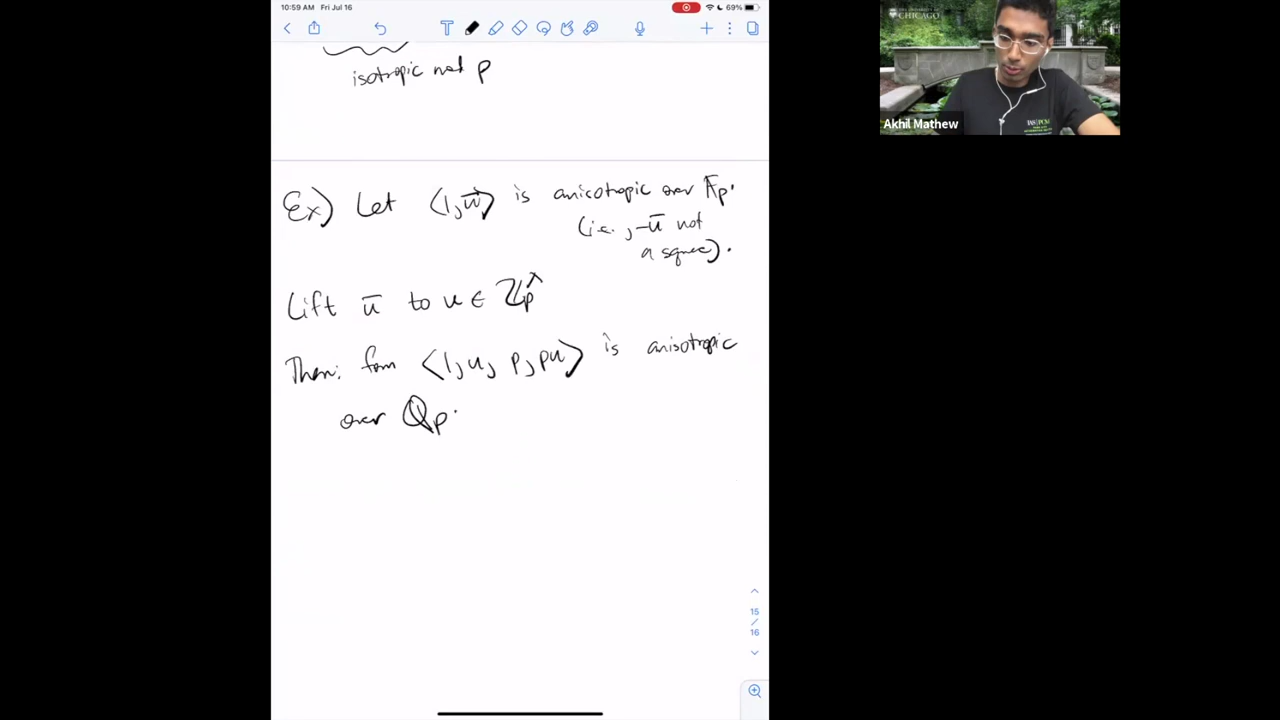 10:59 AM Fri Jul 16
69%
isotropic mod p
CHICAGO
Akhil Mathew
Ex) Let ⟨1, u̅⟩ is anisotropic over 𝔽p.
(i.e., -u̅ not
a square).
Lift u̅ to u ∈ ℤp^
Then: form ⟨1, u, p, pu⟩ is anisotropic
over ℚp.
15
/
16